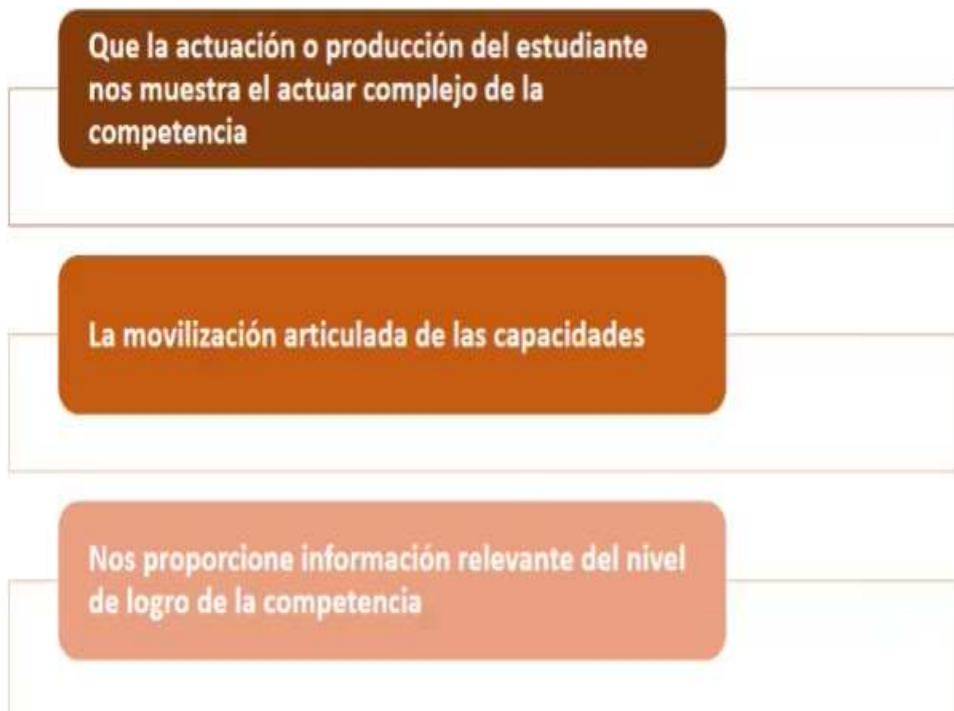 Que la actuación o producción del estudiante
nos muestra el actuar complejo de la
competencia
La movilización articulada de las capacidades
Nos proporcione información relevante del nivel
de logro de la competencia